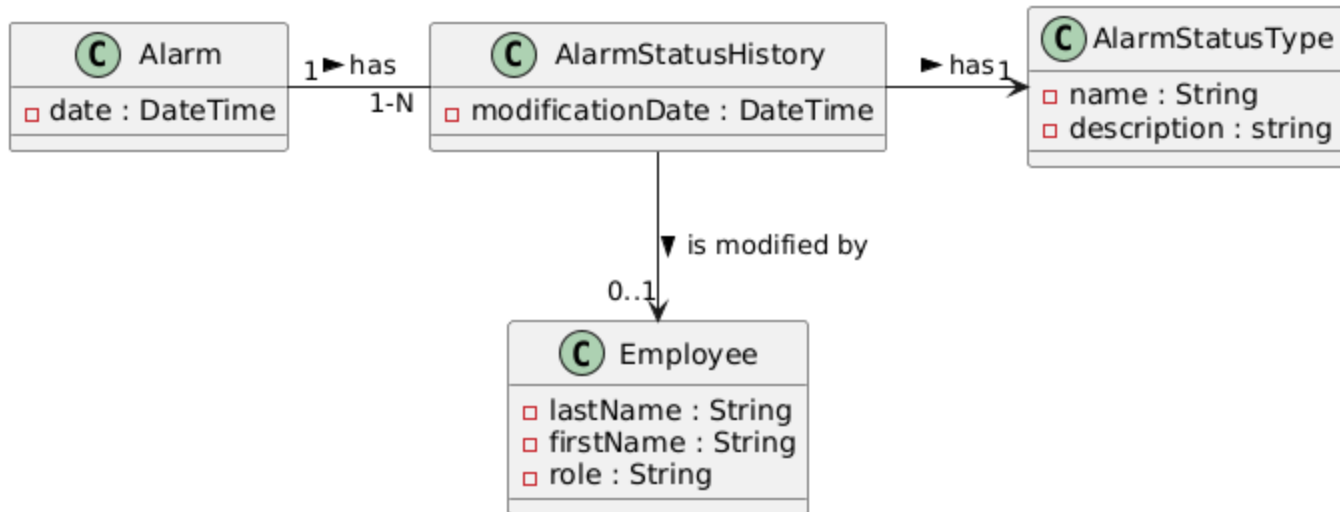 C Alarm
date : DateTime
1 ► has
1-N
C AlarmStatusHistory
modificationDate : DateTime
► has 1
C AlarmStatusType
name : String
description : string
▼ is modified by
0..1
C Employee
lastName : String
firstName : String
role : String